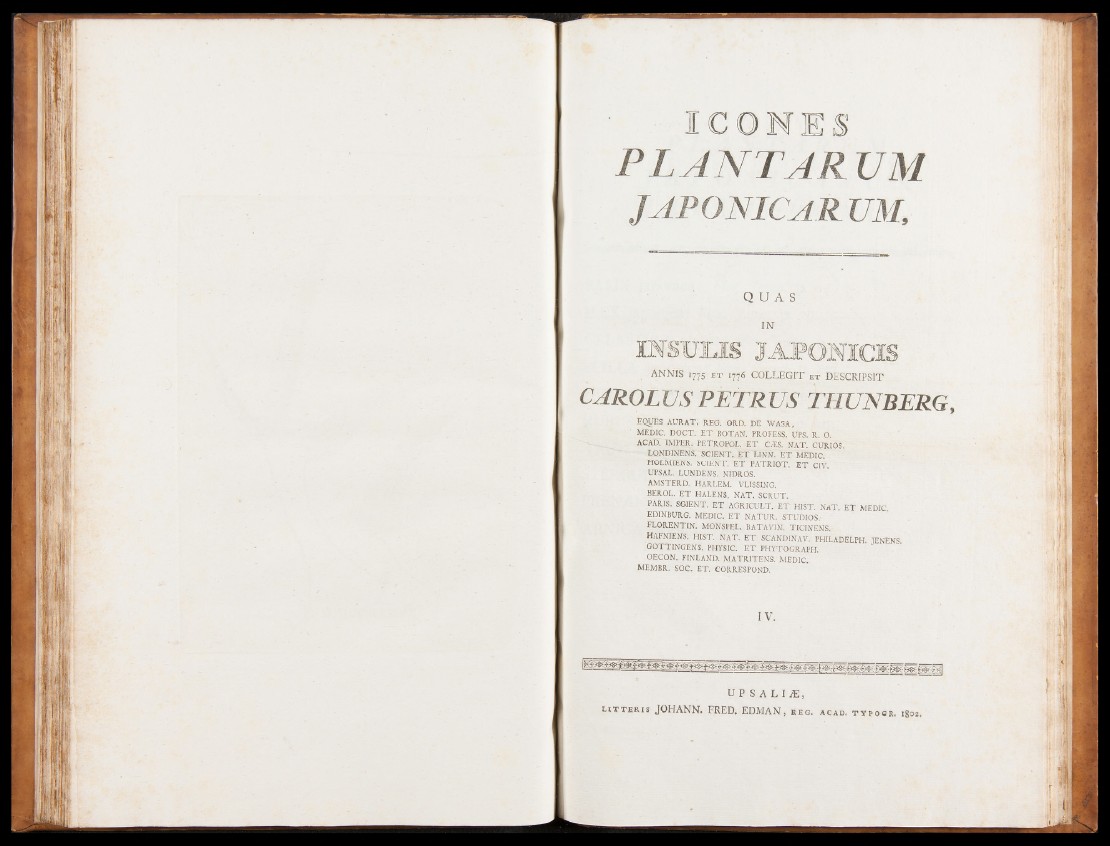 ICONES
PLANTARUM
JAPONICARUM,
QUAS
IN
INSULIS JAPONICIS
ANNIS 1775 ET 1776 COLLEGIT ET DESCRIPSIT
CAROLUS PETRUS THUNBERG,
EQUES AURAT. REG. ORD. DE WASA,
MEDIC. DOCT. ET BOTAN. PROFESS. UPS. R. O.
ACAD. IMPER. PETROPOL. ET CÆS. NAT. CURIOS.
LONDINENS. SCIENT. ET LINN. ET MEDIC.
HOLMIENS. SCIENT. ET PATRIOT. ET CIV.
UPSAL. LUNDENS. NIDROS.
AMSTERD. HARLEM. VLISSING.
BEROL. ET HALENS. NAT. SCRUT.
PARIS. SCIENT. ET AGRICULT. ET HIST. NAT. ET MEDIC.
EDINBURG. MEDIC. ET NATUR. STUDIOS.
FLORENTIN. MONSPEL. BATAVIN. TICINENS.
HAFNIENS. HIST. NAT. ET SCANDINAV. PHILADELPH. JENENS.
GOTTINGENS. PHYSIC. ET PHYTOGRAPH.
OECON. FINLAND. MATRITENS. MEDIC.
MEMBR. SOC. ET. CORRESPOND.
IV.
UPSALIÆ,
LITTERIS JOHANN. FRED. EDMAN, REG. ACAD. TYPOGR. 1802.